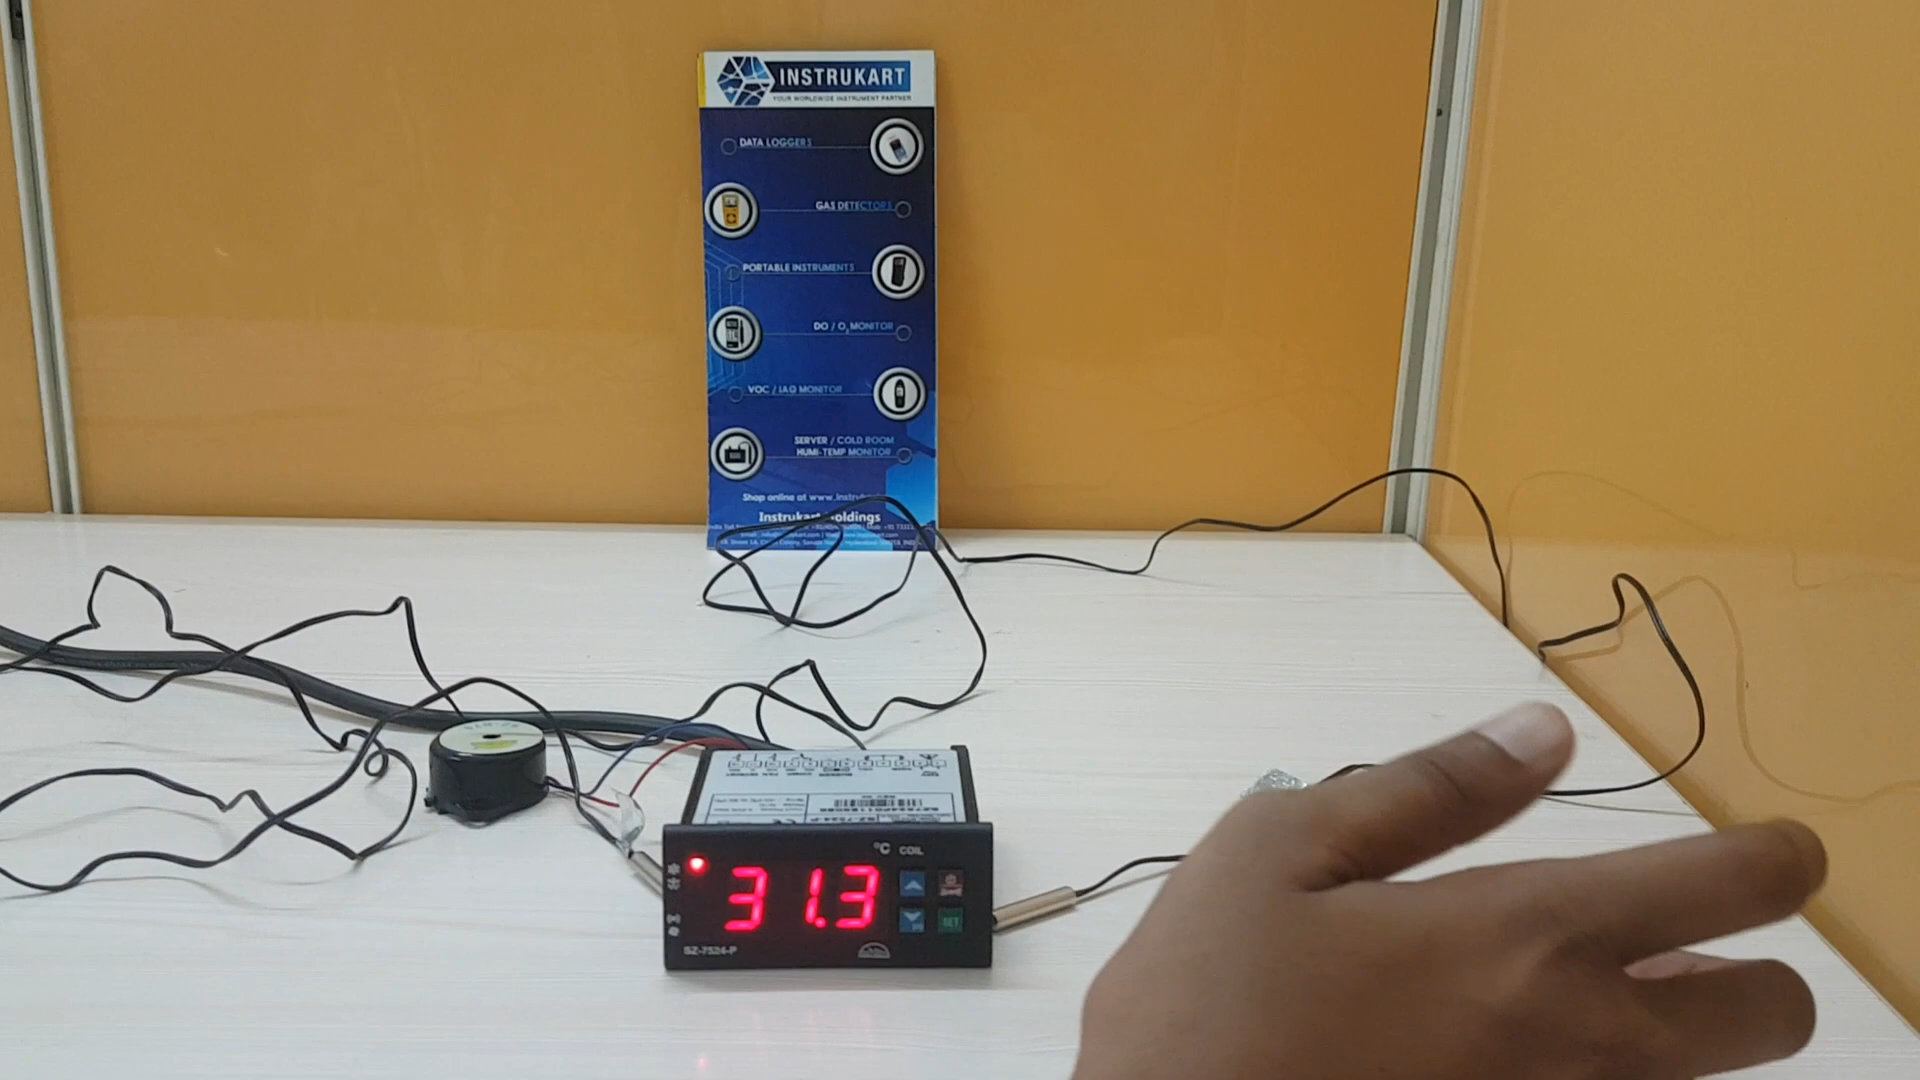 INSTRUKART
YOUR WORLDWIDE INSTRUMENT PARTNER
DATA LOGGERS
GAS DETECTORS
PORTABLE INSTRUMENTS
DO / O2 MONITOR
VOC / IAQ MONITOR
SERVER / COLD ROOM
HUMI-TEMP MONITOR
Shop online at www.instruk
Instrukart Holdings
°C COIL
31.3
SET
SZ-7524-P